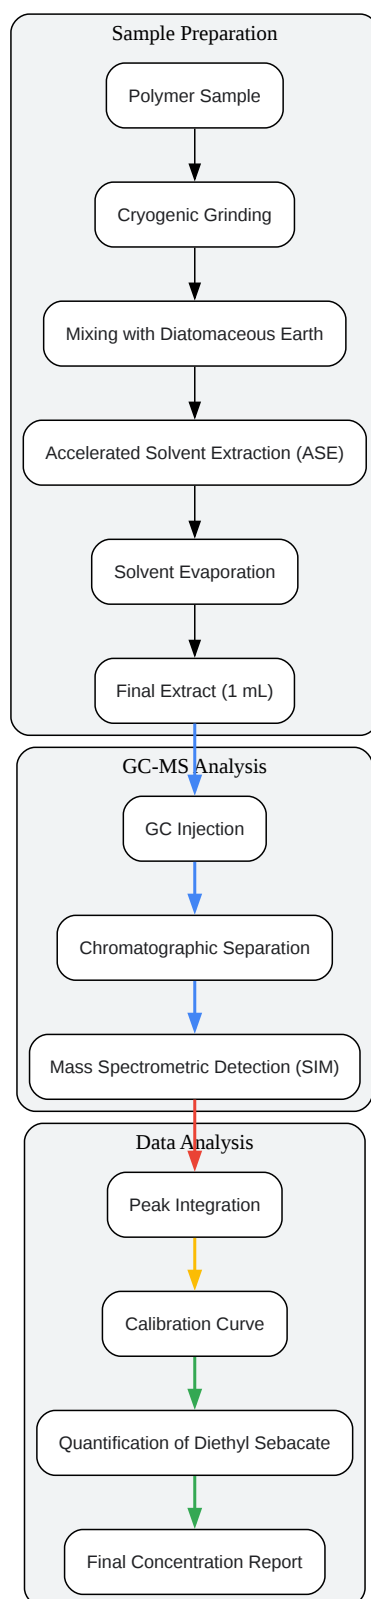 Sample Preparation
Polymer Sample
Cryogenic Grinding
Mixing with Diatomaceous Earth
Accelerated Solvent Extraction (ASE)
Solvent Evaporation
Final Extract (1 mL)
GC-MS Analysis
GC Injection
Chromatographic Separation
Mass Spectrometric Detection (SIM)
Data Analysis
Peak Integration
Calibration Curve
Quantification of Diethyl Sebacate
Final Concentration Report